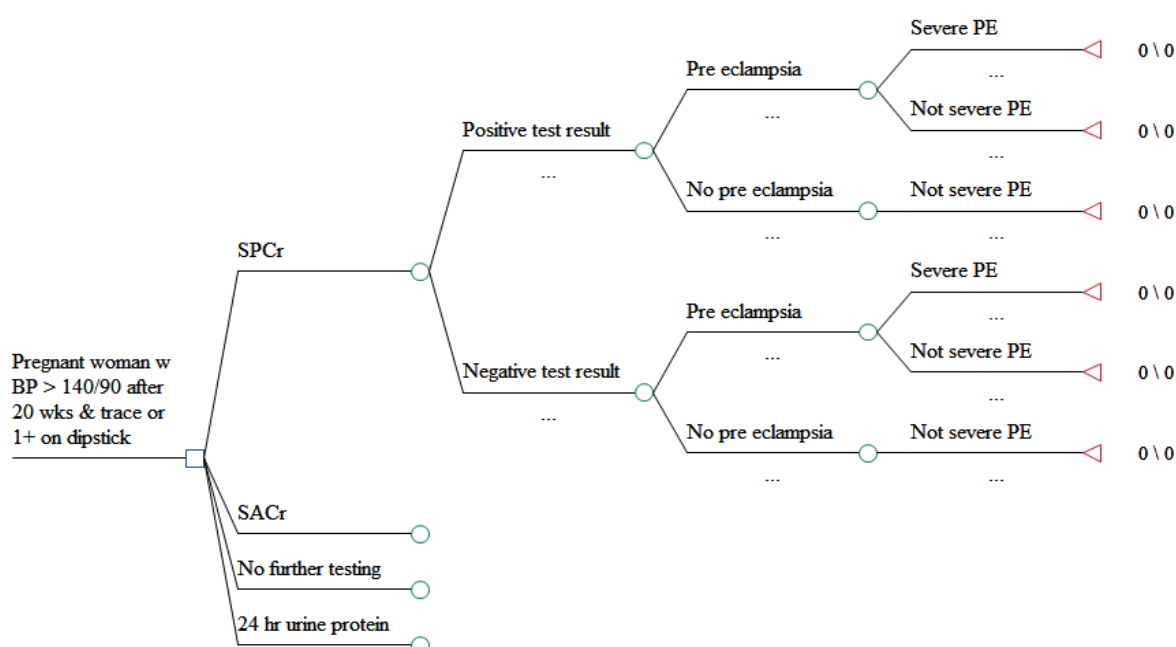 Severe PE
0 \ 0
...
Pre eclampsia
...
Not severe PE
0 \ 0
...
Positive test result
...
No pre eclampsia
...
Not severe PE
0 \ 0
...
SPCr
Severe PE
0 \ 0
...
Pre eclampsia
...
Not severe PE
0 \ 0
...
Negative test result
...
No pre eclampsia
...
Not severe PE
0 \ 0
...
Pregnant woman w
BP > 140/90 after
20 wks & trace or
1+ on dipstick
SACr
No further testing
24 hr urine protein